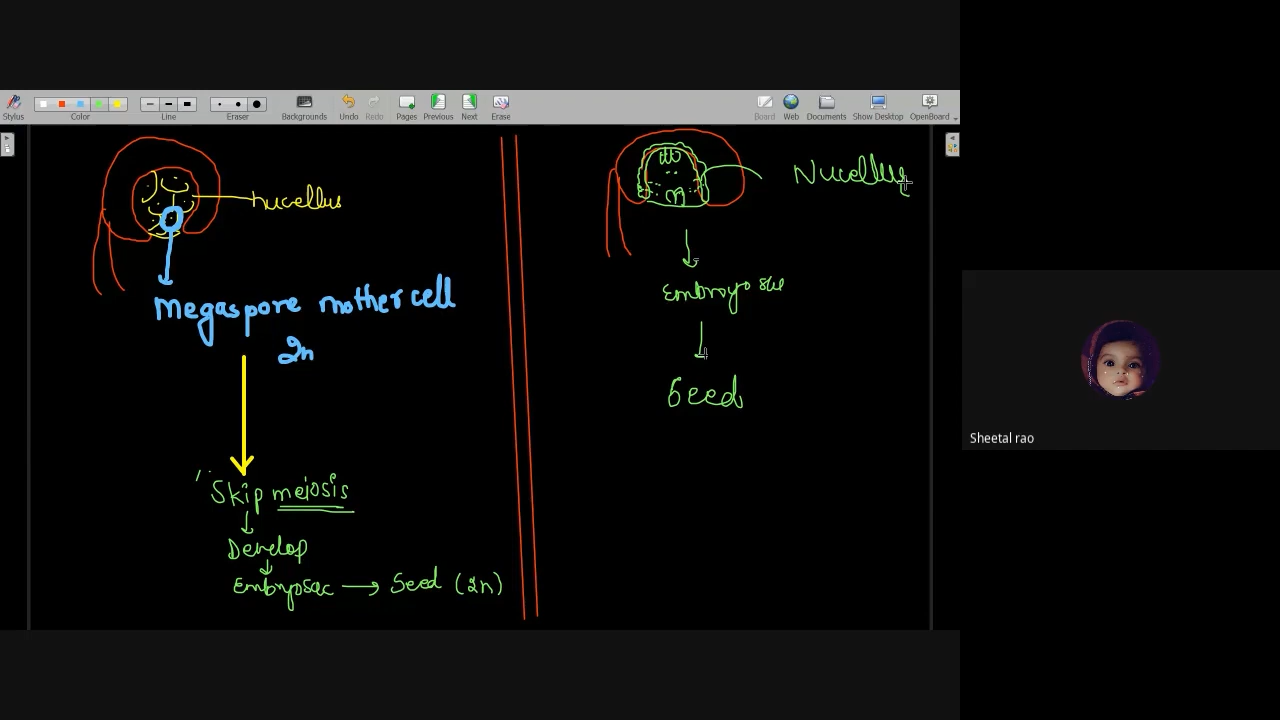 Stylus
Color
Line
Eraser
Backgrounds
Undo
Redo
Pages
Previous
Next
Erase
Board
Web
Documents
Show Desktop
OpenBoard
nucellus
Megaspore mother cell
2n
Skip meiosis
Develop
Embryosac → Seed (2n)
Nucellus
Embryo sac
Seed
Sheetal rao